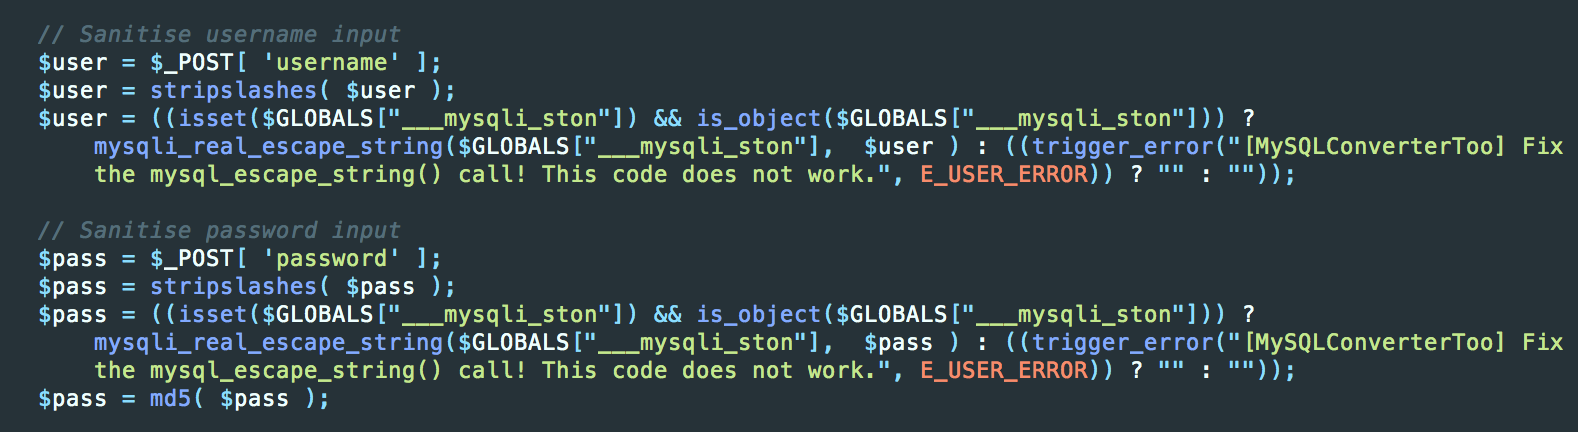 // Sanitise username input
$user = $_POST[ 'username' ];
$user = stripslashes( $user );
$user = ((isset($GLOBALS["___mysqli_ston"]) && is_object($GLOBALS["___mysqli_ston"])) ?
mysqli_real_escape_string($GLOBALS["___mysqli_ston"],  $user ) : ((trigger_error("[MySQLConverterToo] Fix
the mysql_escape_string() call! This code does not work.", E_USER_ERROR)) ? "" : ""));
// Sanitise password input
$pass = $_POST[ 'password' ];
$pass = stripslashes( $pass );
$pass = ((isset($GLOBALS["___mysqli_ston"]) && is_object($GLOBALS["___mysqli_ston"])) ?
mysqli_real_escape_string($GLOBALS["___mysqli_ston"],  $pass ) : ((trigger_error("[MySQLConverterToo] Fix
the mysql_escape_string() call! This code does not work.", E_USER_ERROR)) ? "" : ""));
$pass = md5( $pass );